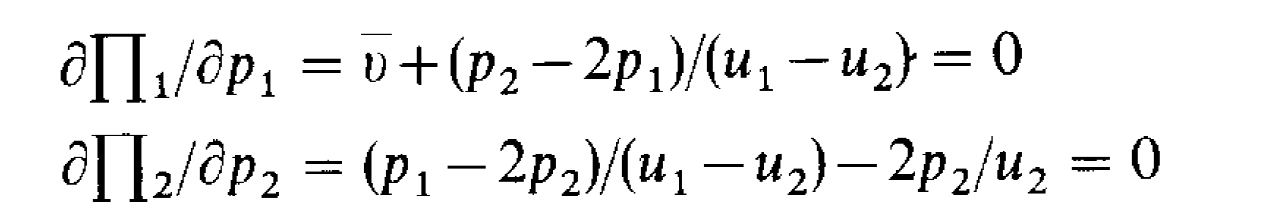 ∂∏₁/∂p₁ = ῡ + (p₂ − 2p₁)/(u₁ − u₂) = 0
∂∏₂/∂p₂ = (p₁ − 2p₂)/(u₁ − u₂) − 2p₂/u₂ = 0